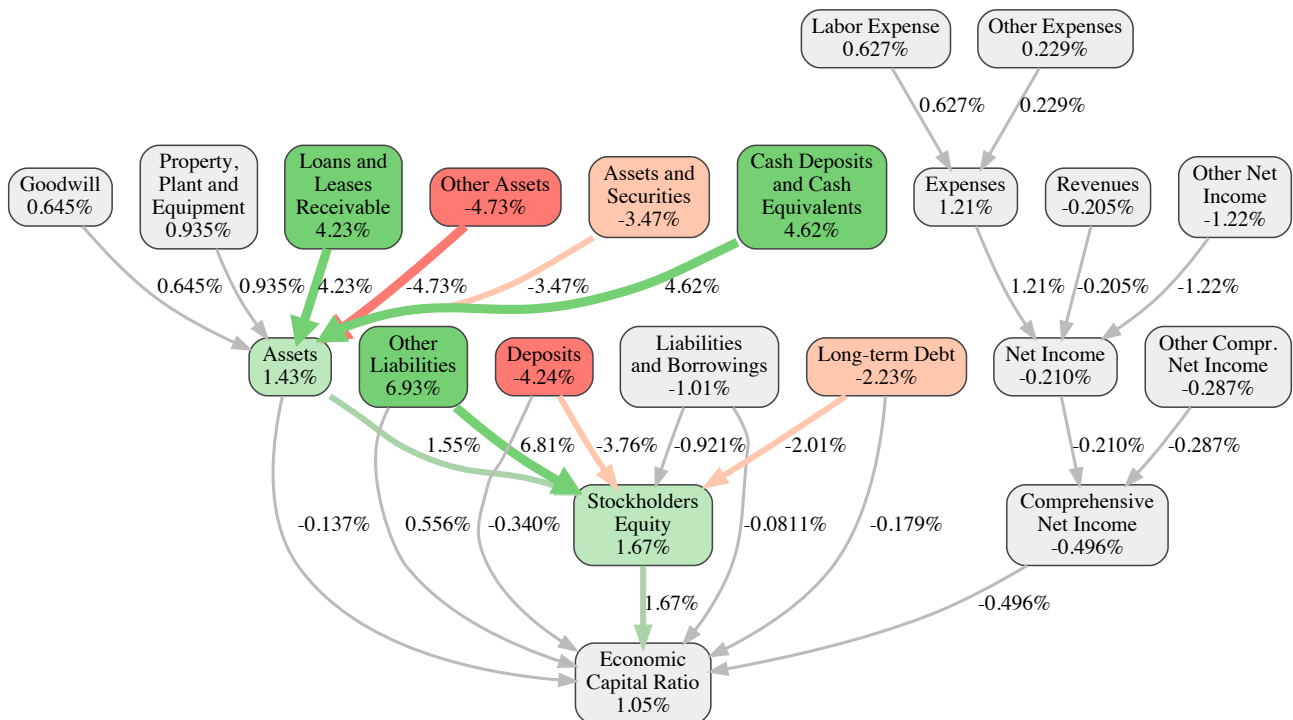 Labor Expense
0.627%
Other Expenses
0.229%
0.627%
0.229%
Goodwill
0.645%
Property,
Plant and
Equipment
0.935%
Loans and
Leases
Receivable
4.23%
Other Assets
-4.73%
Assets and
Securities
-3.47%
Cash Deposits
and Cash
Equivalents
4.62%
Expenses
1.21%
Revenues
-0.205%
Other Net
Income
-1.22%
0.645%
0.935%
4.23%
-4.73%
-3.47%
4.62%
1.21%
-0.205%
-1.22%
Assets
1.43%
Other
Liabilities
6.93%
Deposits
-4.24%
Liabilities
and Borrowings
-1.01%
Long-term Debt
-2.23%
Net Income
-0.210%
Other Compr.
Net Income
-0.287%
1.55%
6.81%
-3.76%
-0.921%
-2.01%
-0.210%
-0.287%
-0.137%
0.556%
-0.340%
Stockholders
Equity
1.67%
-0.0811%
-0.179%
Comprehensive
Net Income
-0.496%
1.67%
-0.496%
Economic
Capital Ratio
1.05%